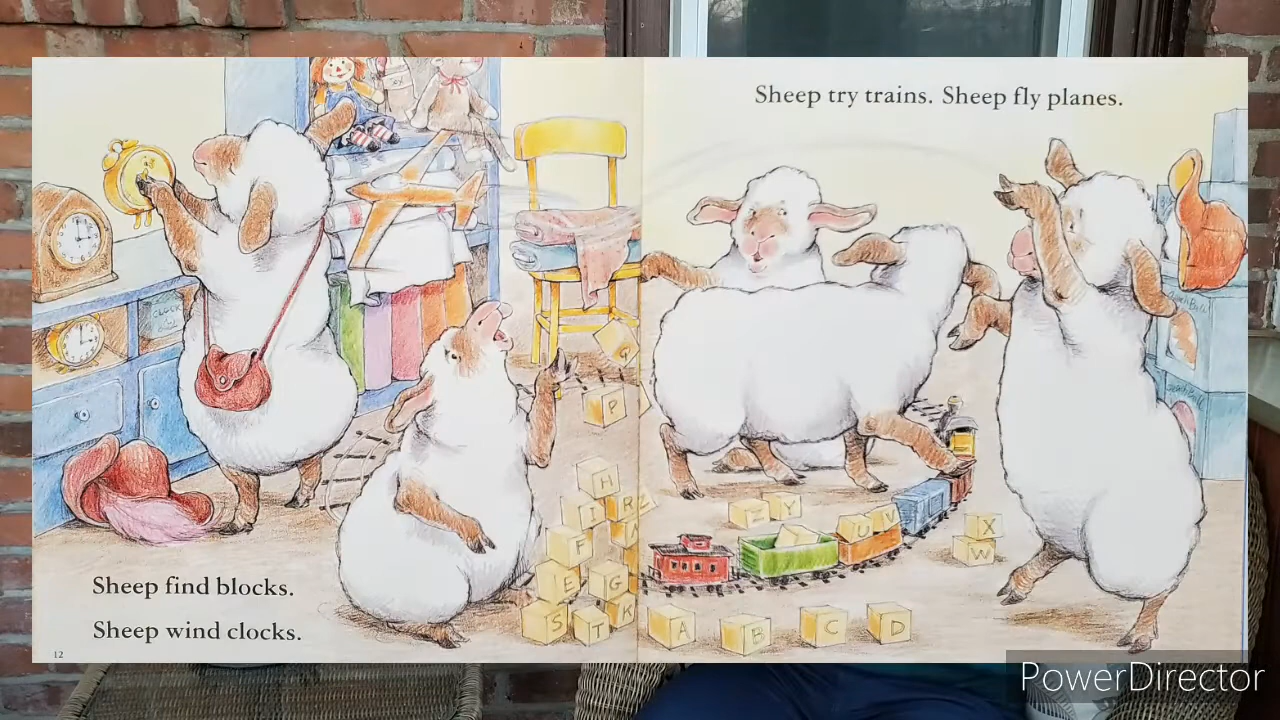 Sheep find blocks.
Sheep wind clocks.
12
Sheep try trains. Sheep fly planes.
P
H
I R
F
E G
S T K
A B C D
Y
U V
X
W
PowerDirector